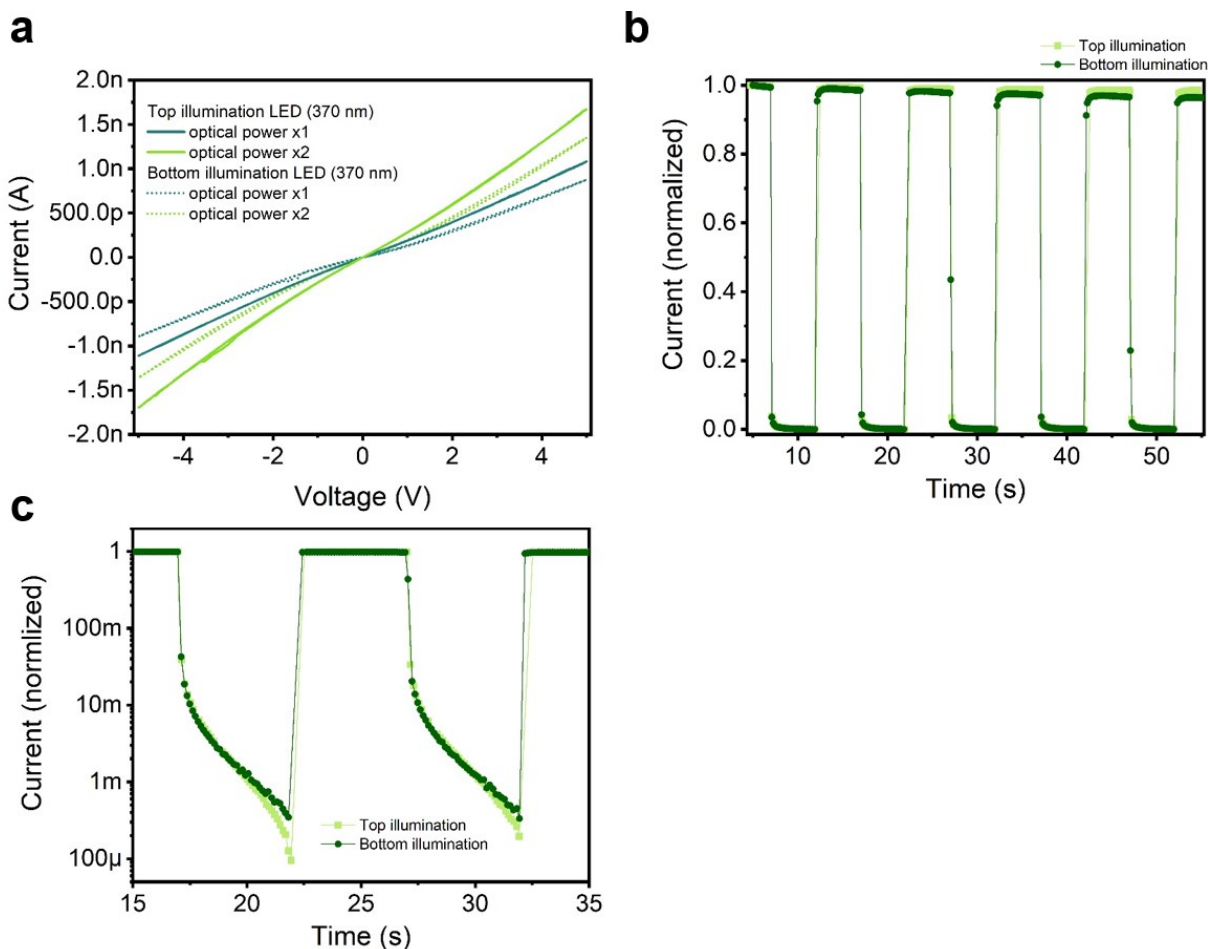 a
2.0n
1.5n
1.0n
500.0p
0.0
-500.0p
-1.0n
-1.5n
-2.0n
Current (A)
Top illumination LED (370 nm)
optical power x1
optical power x2
Bottom illumination LED (370 nm)
optical power x1
optical power x2
-4 -2 0 2 4
Voltage (V)
b
Top illumination
Bottom illumination
1.0
0.8
0.6
0.4
0.2
0.0
Current (normalized)
10 20 30 40 50
Time (s)
c
1
100m
10m
1m
100µ
Current (normlized)
Top illumination
Bottom illumination
15 20 25 30 35
Time (s)